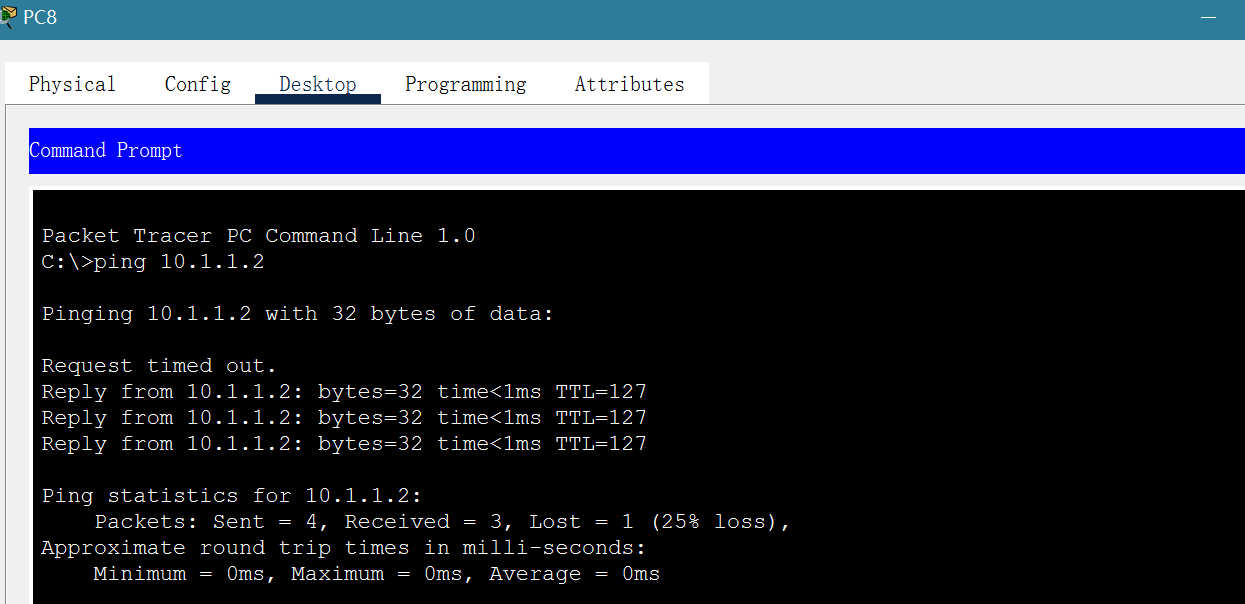 PC8
Physical Config Desktop Programming Attributes
Command Prompt
Packet Tracer PC Command Line 1.0
C:\>ping 10.1.1.2
Pinging 10.1.1.2 with 32 bytes of data:
Request timed out.
Reply from 10.1.1.2: bytes=32 time<1ms TTL=127
Reply from 10.1.1.2: bytes=32 time<1ms TTL=127
Reply from 10.1.1.2: bytes=32 time<1ms TTL=127
Ping statistics for 10.1.1.2:
    Packets: Sent = 4, Received = 3, Lost = 1 (25% loss),
Approximate round trip times in milli-seconds:
    Minimum = 0ms, Maximum = 0ms, Average = 0ms